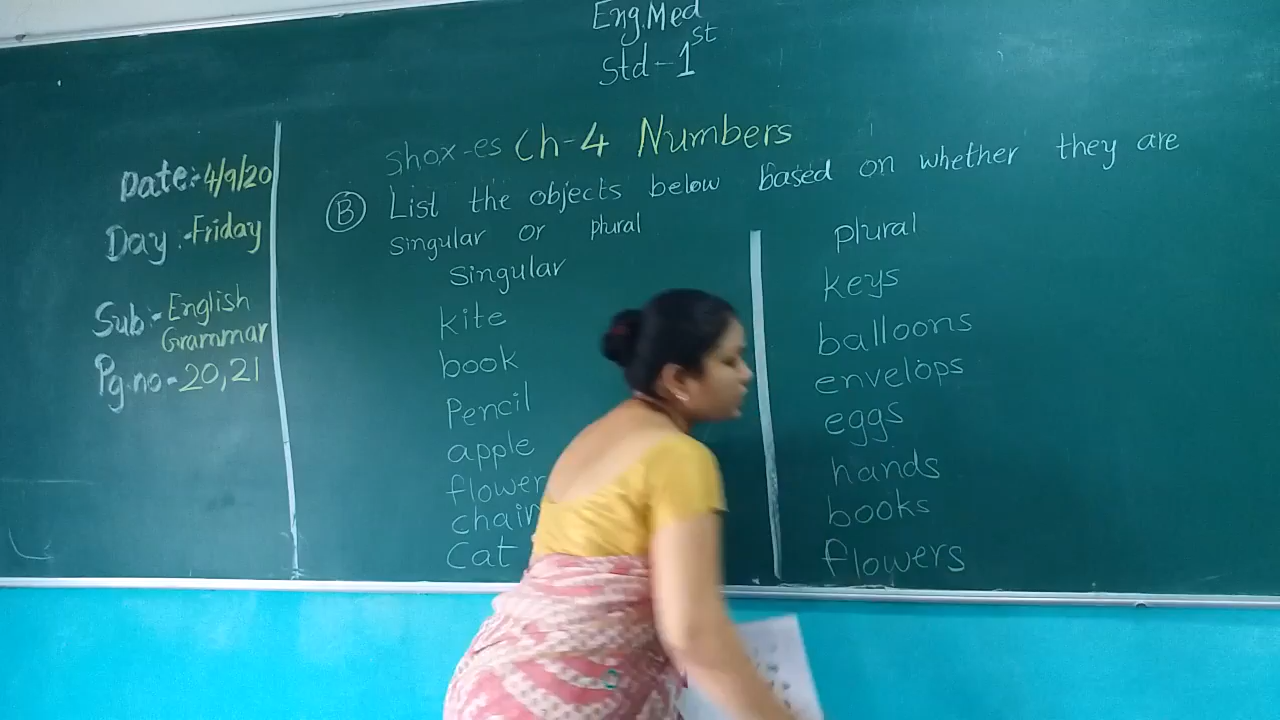 Eng.Med
Std-1st
Date:-4/9/20
Day:-Friday
Sub:-English
Grammar
Pg.no-20,21
Ch-4 Numbers
B List the objects below based on whether they are
singular or plural
Singular
kite
book
Pencil
apple
flower
chair
Cat
plural
keys
balloons
envelops
eggs
hands
books
flowers